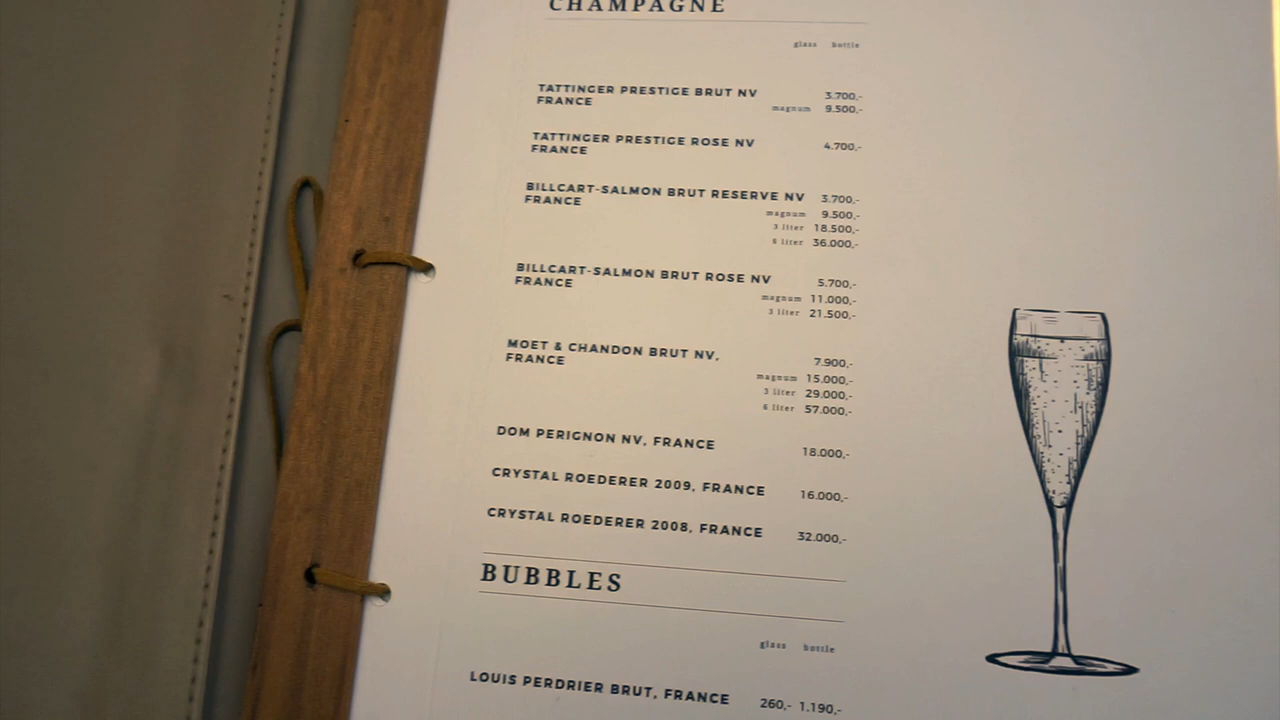 CHAMPAGNE
glass bottle
TATTINGER PRESTIGE BRUT NV 3.700,-
FRANCE magnum 9.500,-
TATTINGER PRESTIGE ROSE NV 4.700,-
FRANCE
BILLCART-SALMON BRUT RESERVE NV 3.700,-
FRANCE magnum 9.500,-
3 liter 18.500,-
6 liter 36.000,-
BILLCART-SALMON BRUT ROSE NV 5.700,-
FRANCE magnum 11.000,-
3 liter 21.500,-
MOET & CHANDON BRUT NV, 7.900,-
FRANCE magnum 15.000,-
3 liter 29.000,-
6 liter 57.000,-
DOM PERIGNON NV, FRANCE 18.000,-
CRYSTAL ROEDERER 2009, FRANCE 16.000,-
CRYSTAL ROEDERER 2008, FRANCE 32.000,-
BUBBLES
glass bottle
LOUIS PERDRIER BRUT, FRANCE 260,- 1.190,-